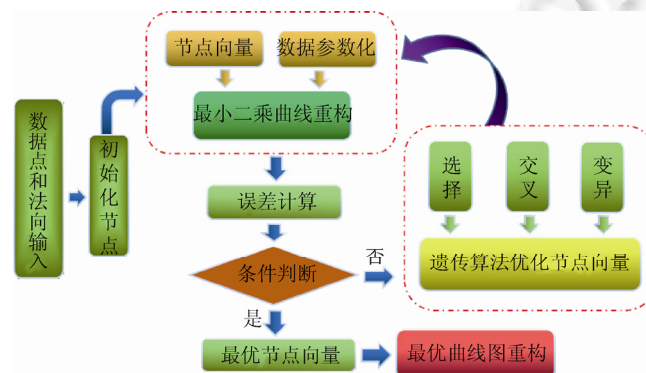 数据点和法向输入
初始化节点
节点向量
数据参数化
最小二乘曲线重构
误差计算
条件判断
否
是
选择
交叉
变异
遗传算法优化节点向量
最优节点向量
最优曲线图重构